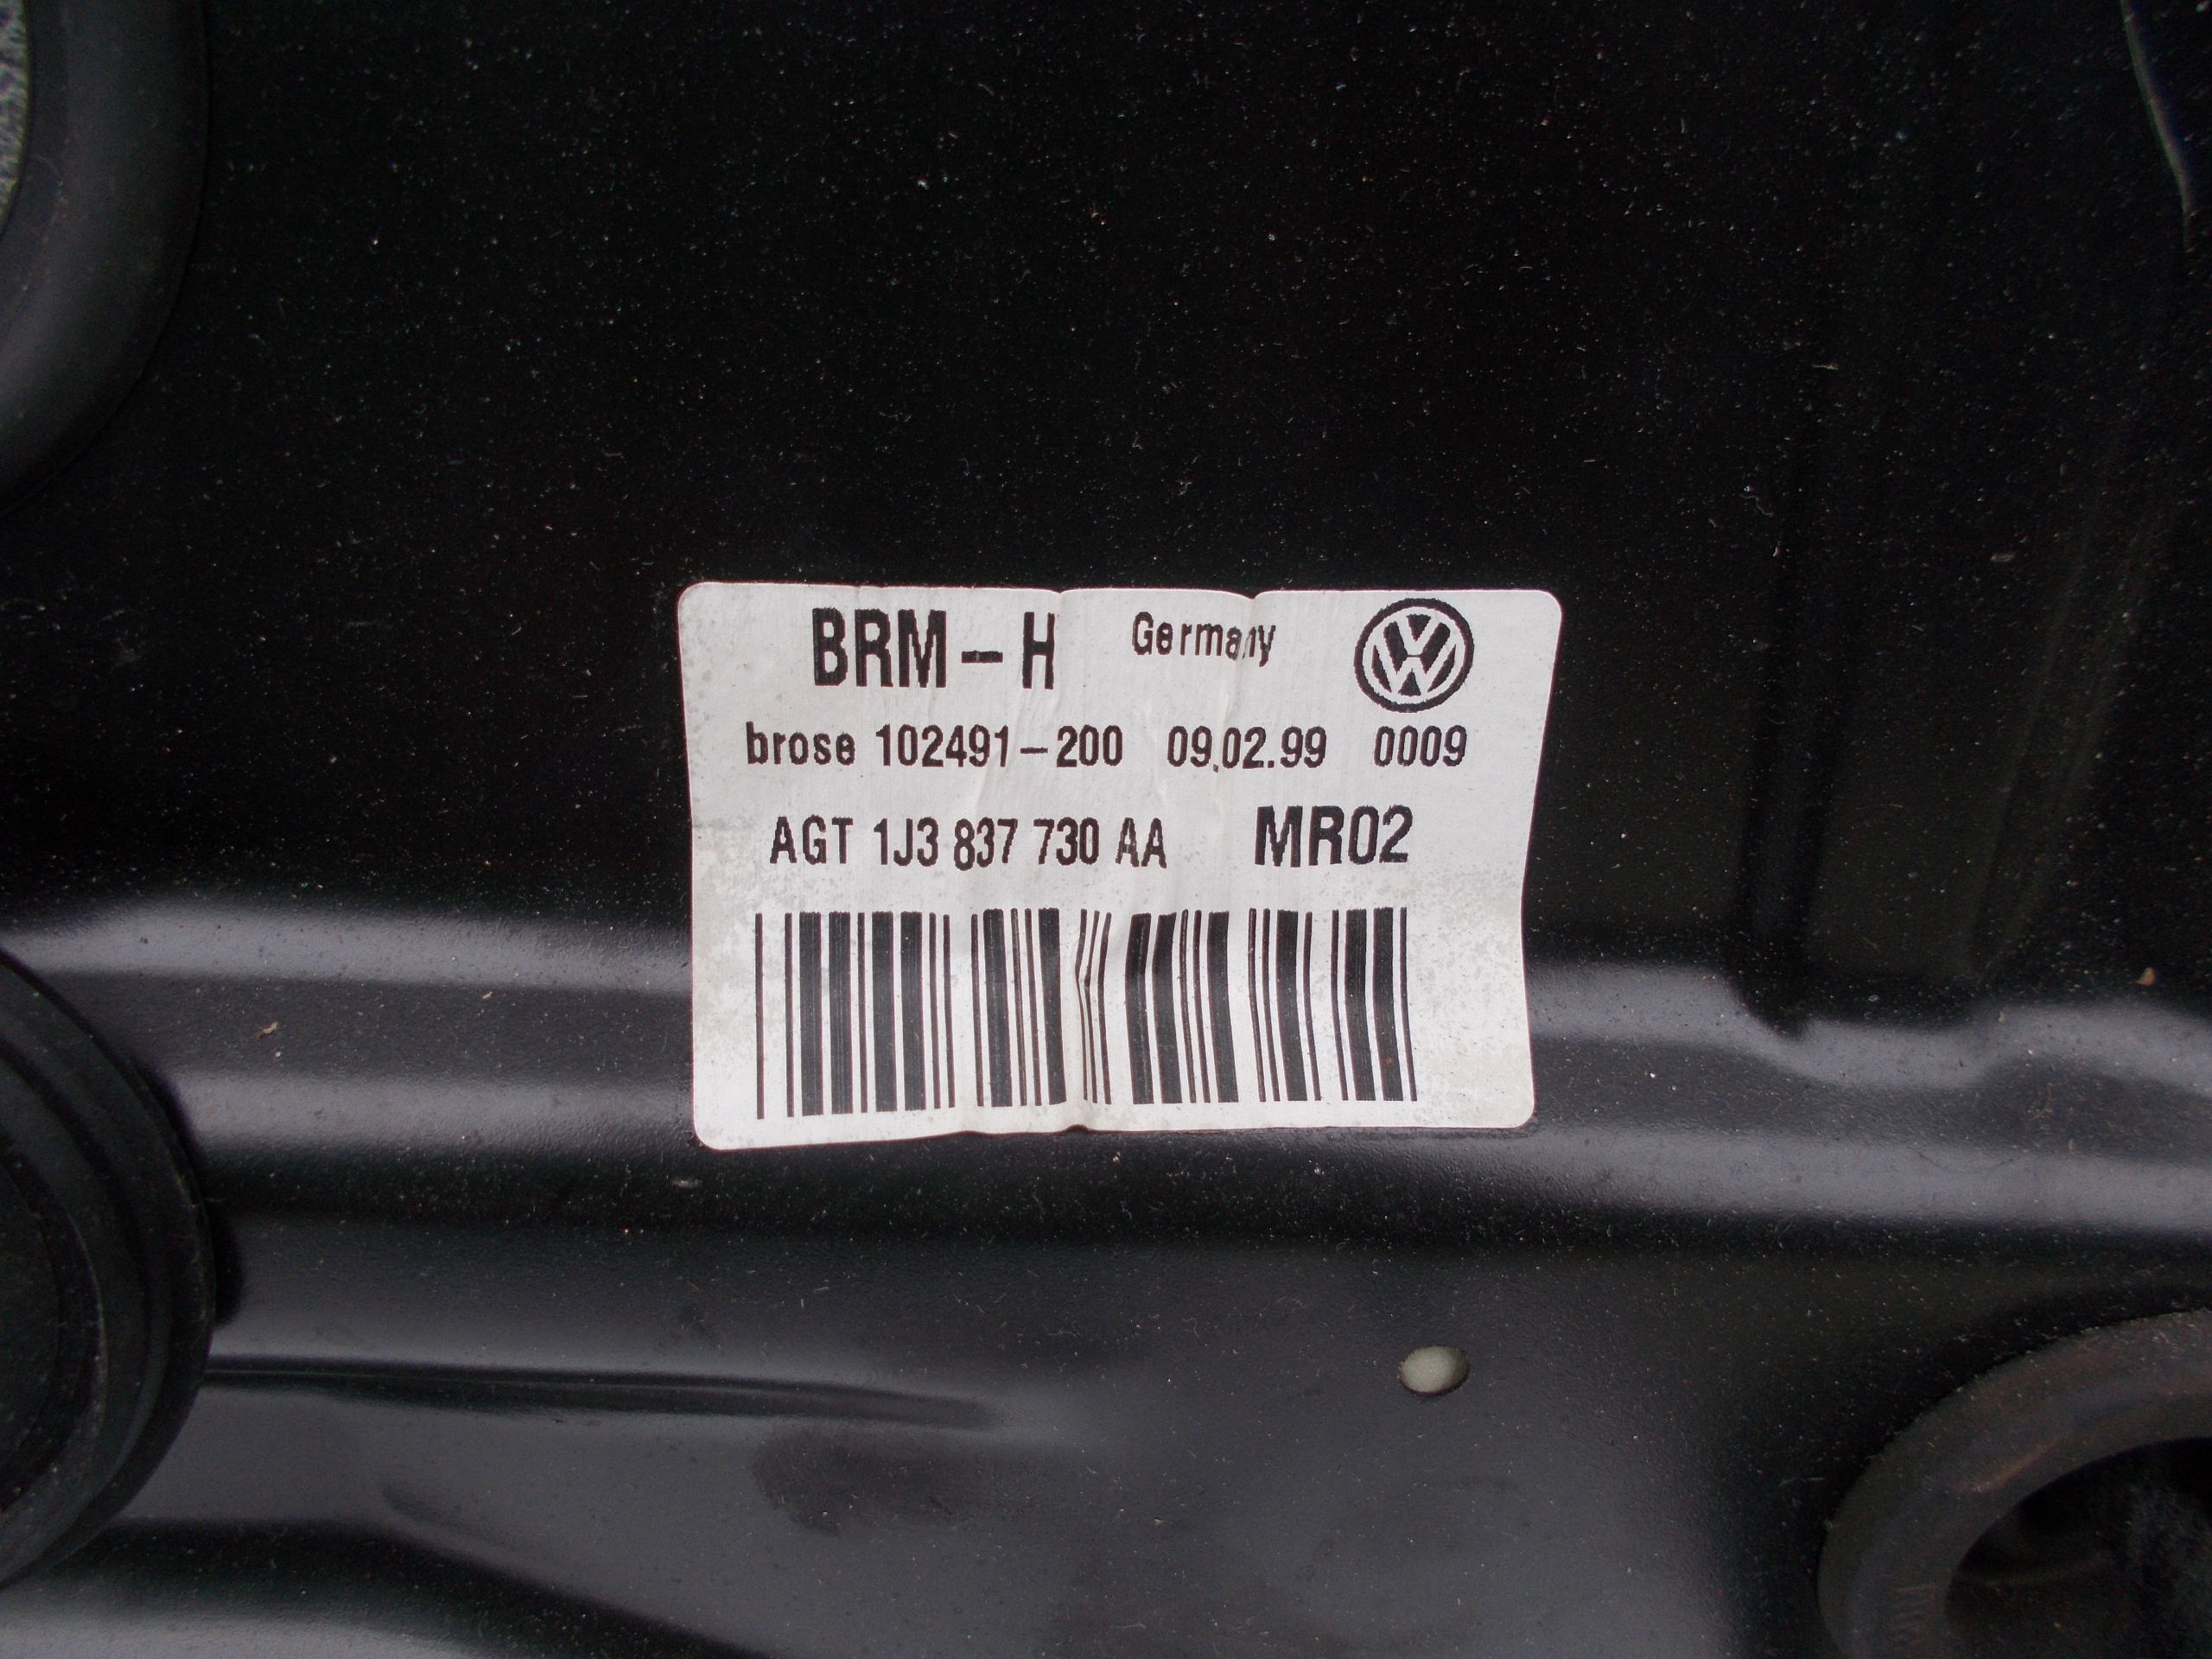 BRM-H Germany
brose 102491-200 09.02.99 0009
AGT 1J3 837 730 AA MR02